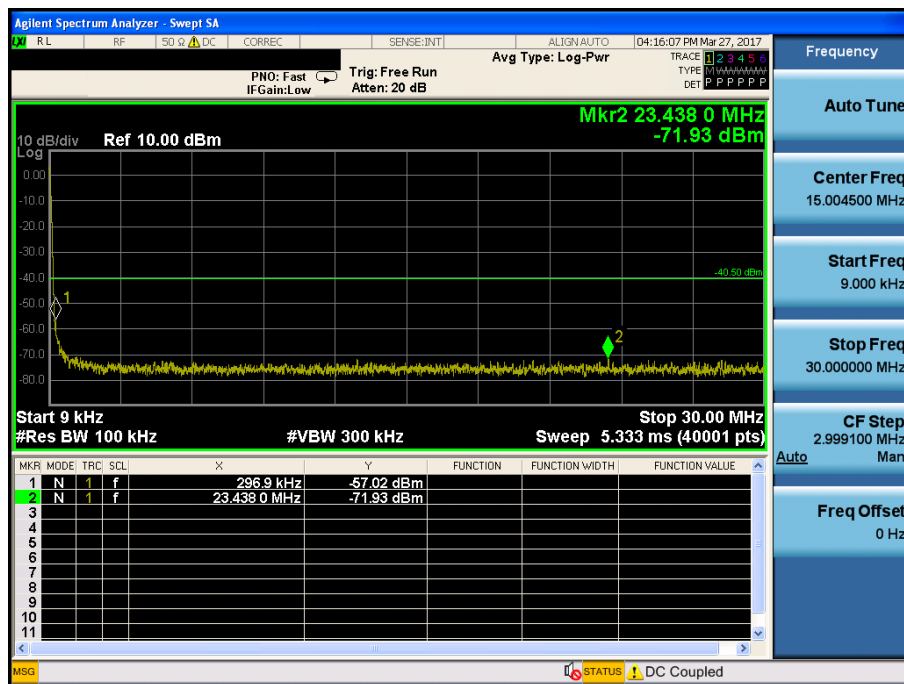 Agilent Spectrum Analyzer - Swept SA
LXI RL RF 50 Ω DC CORREC SENSE:INT ALIGN AUTO 04:16:07 PM Mar 27, 2017
PNO: Fast
IFGain:Low
Trig: Free Run
Atten: 20 dB
Avg Type: Log-Pwr
TRACE 1 2 3 4 5 6
TYPE M WWWWW
DET P P P P P P
Mkr2 23.438 0 MHz
-71.93 dBm
10 dB/div
Log
Ref 10.00 dBm
0.00
-10.0
-20.0
-30.0
-40.0
-50.0
-60.0
-70.0
-80.0
-40.50 dBm
1
2
Start 9 kHz
Stop 30.00 MHz
#Res BW 100 kHz
#VBW 300 kHz
Sweep 5.333 ms (40001 pts)
MKR MODE TRC SCL X Y FUNCTION FUNCTION WIDTH FUNCTION VALUE
1 N 1 f 296.9 kHz -57.02 dBm
2 N 1 f 23.438 0 MHz -71.93 dBm
3
4
5
6
7
8
9
10
11
MSG
STATUS
DC Coupled
Frequency
Auto Tune
Center Freq
15.004500 MHz
Start Freq
9.000 kHz
Stop Freq
30.000000 MHz
CF Step
2.999100 MHz
Auto Man
Freq Offset
0 Hz